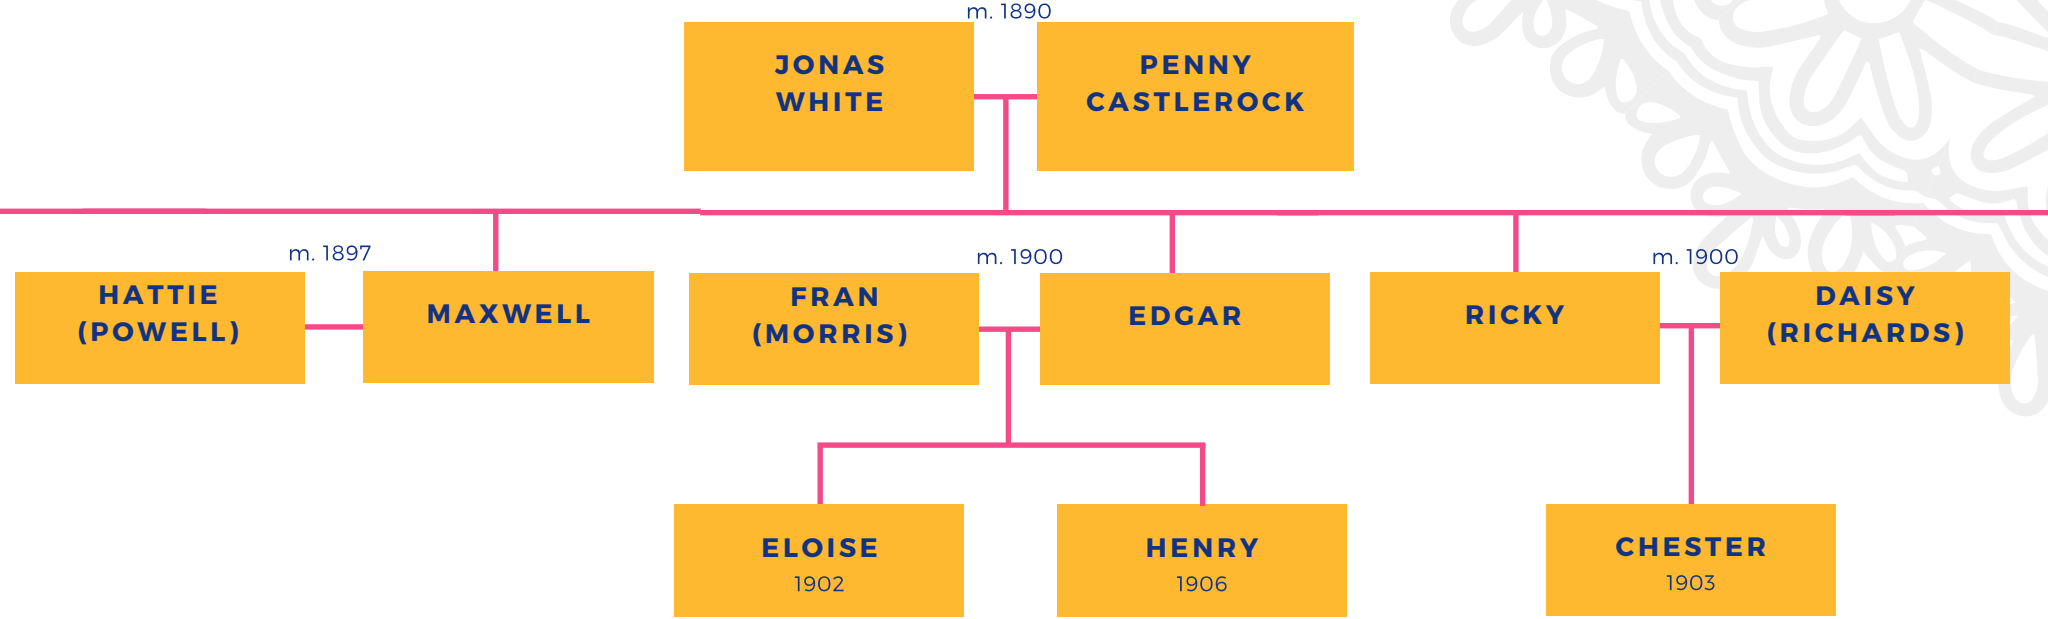 m. 1890
JONAS
WHITE
PENNY
CASTLEROCK
m. 1897
m. 1900
m. 1900
HATTIE
(POWELL)
MAXWELL
FRAN
(MORRIS)
EDGAR
RICKY
DAISY
(RICHARDS)
ELOISE
1902
HENRY
1906
CHESTER
1903